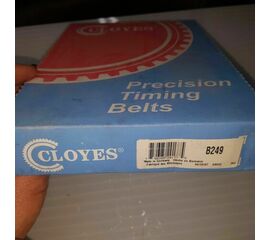 CLOYES
Precision
Timing
Belts
CLOYES®
B249